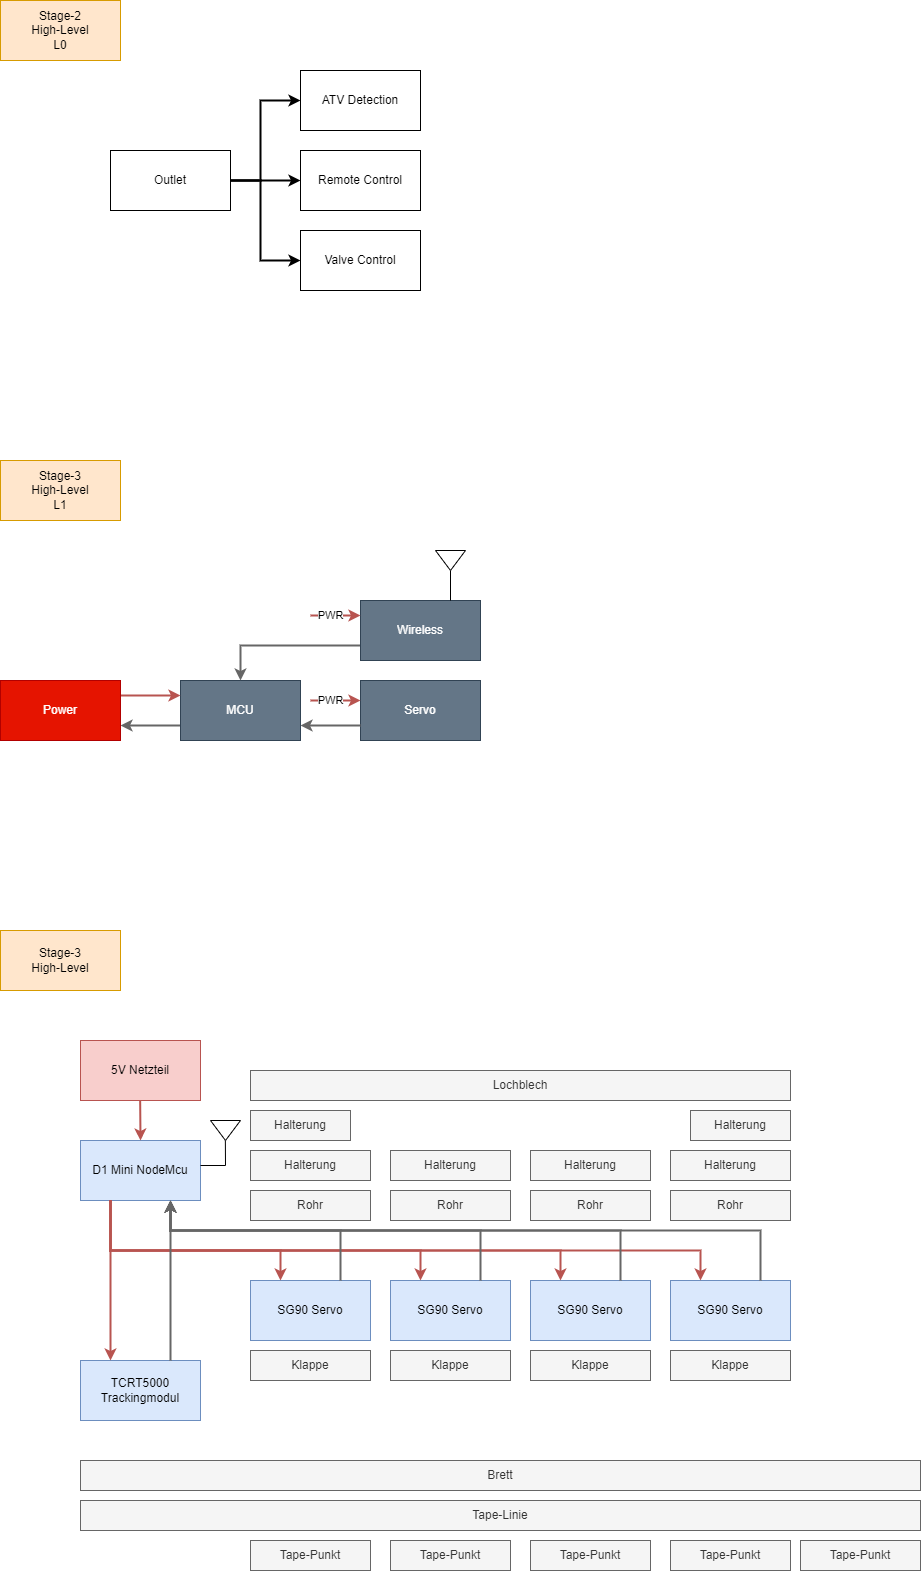 Stage-2
High-Level
L0
ATV Detection
Outlet
Remote Control
Valve Control
Stage-3
High-Level
L1
PWR
Wireless
Power
MCU
PWR
Servo
Stage-3
High-Level
5V Netzteil
Lochblech
Halterung
Halterung
D1 Mini NodeMcu
Halterung
Halterung
Halterung
Halterung
Rohr
Rohr
Rohr
Rohr
SG90 Servo
SG90 Servo
SG90 Servo
SG90 Servo
Klappe
Klappe
Klappe
Klappe
TCRT5000
Trackingmodul
Brett
Tape-Linie
Tape-Punkt
Tape-Punkt
Tape-Punkt
Tape-Punkt
Tape-Punkt